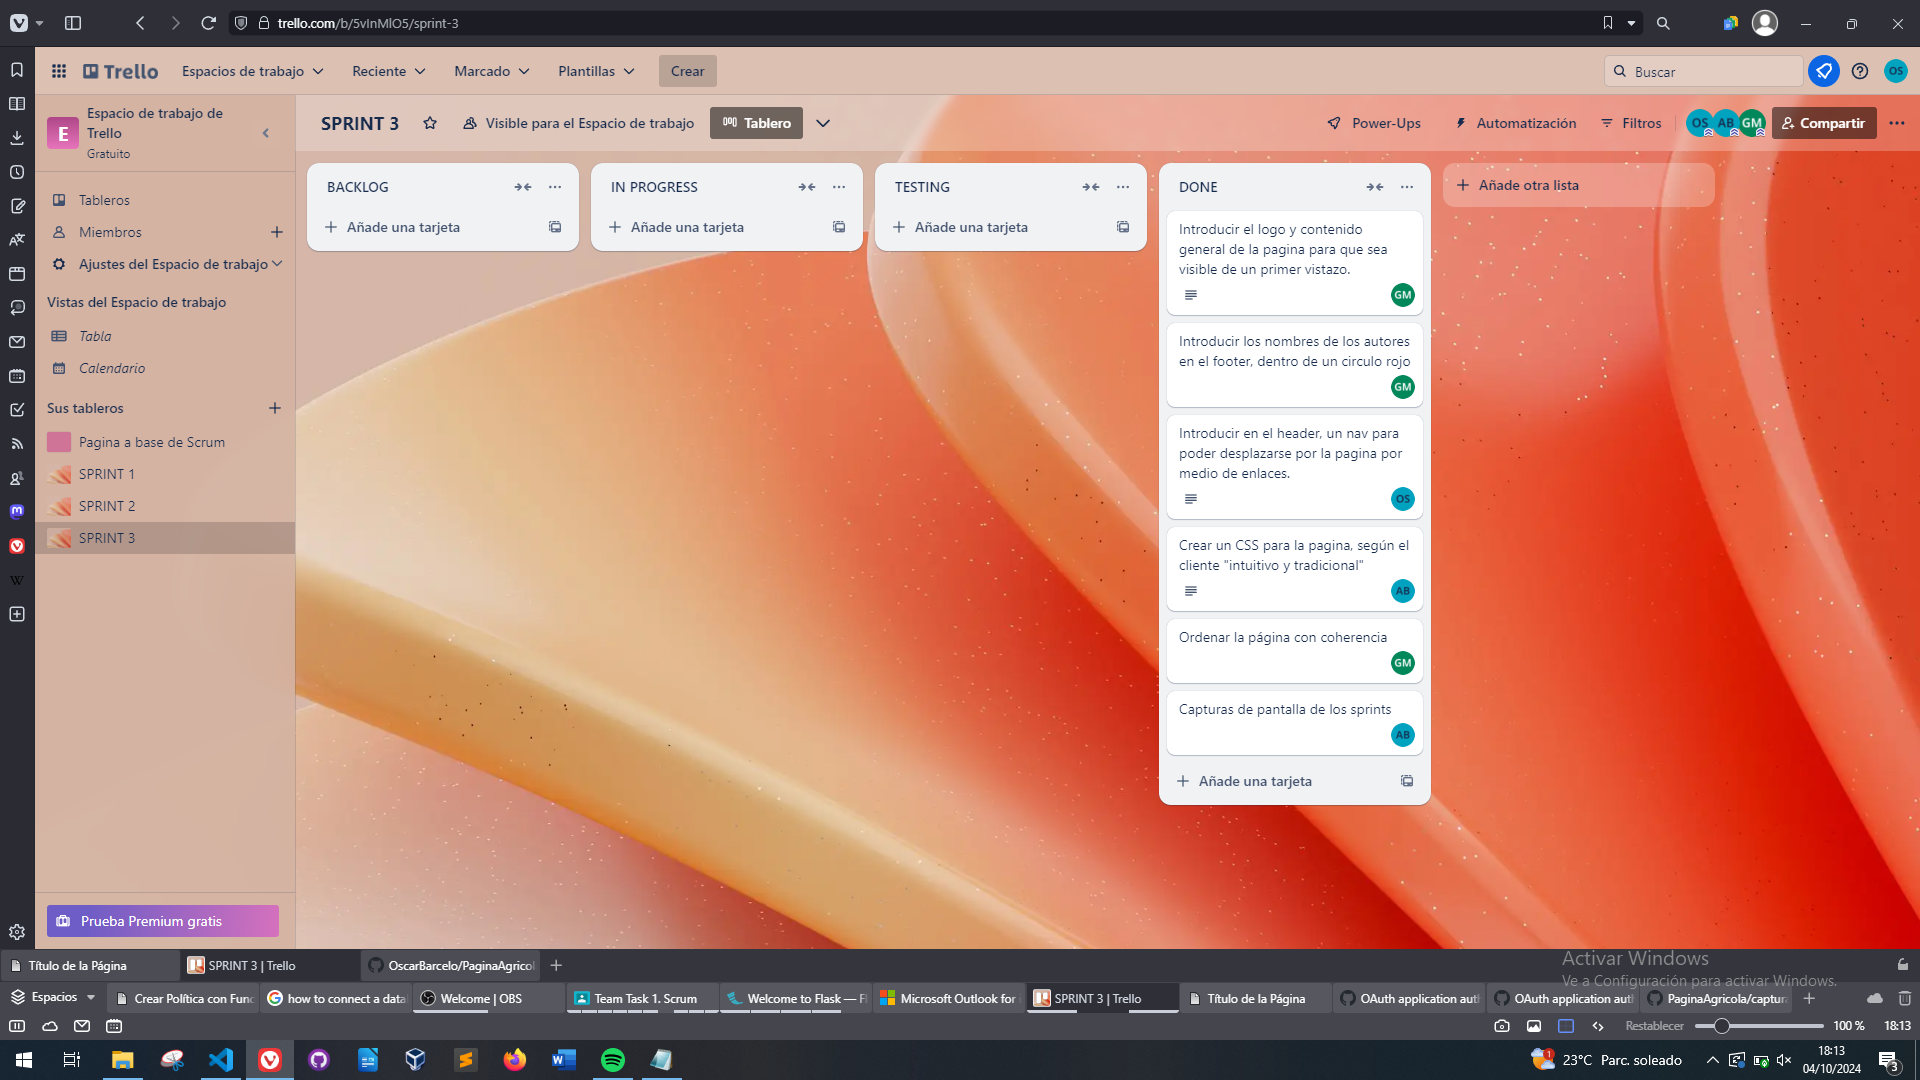 trello.com/b/5vInMlO5/sprint-3
Trello
Espacios de trabajo
Reciente
Marcado
Plantillas
Crear
Buscar
OS
E
Espacio de trabajo de
Trello
Gratuito
SPRINT 3
Visible para el Espacio de trabajo
Tablero
Power-Ups
Automatización
Filtros
OS
AB
GM
Compartir
Tableros
Miembros
Ajustes del Espacio de trabajo
Vistas del Espacio de trabajo
Tabla
Calendario
Sus tableros
Pagina a base de Scrum
SPRINT 1
SPRINT 2
SPRINT 3
Prueba Premium gratis
BACKLOG
Añade una tarjeta
IN PROGRESS
Añade una tarjeta
TESTING
Añade una tarjeta
DONE
Introducir el logo y contenido
general de la pagina para que sea
visible de un primer vistazo.
GM
Introducir los nombres de los autores
en el footer, dentro de un circulo rojo
GM
Introducir en el header, un nav para
poder desplazarse por la pagina por
medio de enlaces.
OS
Crear un CSS para la pagina, según el
cliente "intuitivo y tradicional"
AB
Ordenar la página con coherencia
GM
Capturas de pantalla de los sprints
AB
Añade una tarjeta
Añade otra lista
Activar Windows
Ve a Configuración para activar Windows.
Título de la Página
SPRINT 3 | Trello
OscarBarcelo/PaginaAgricol
Espacios
Crear Política con Func
how to connect a data
Welcome | OBS
Team Task 1. Scrum
Welcome to Flask — Fl
Microsoft Outlook for
SPRINT 3 | Trello
Título de la Página
OAuth application auth
OAuth application auth
PaginaAgricola/captura
Restablecer
100 %
18:13
1
23°C Parc. soleado
18:13
04/10/2024
3